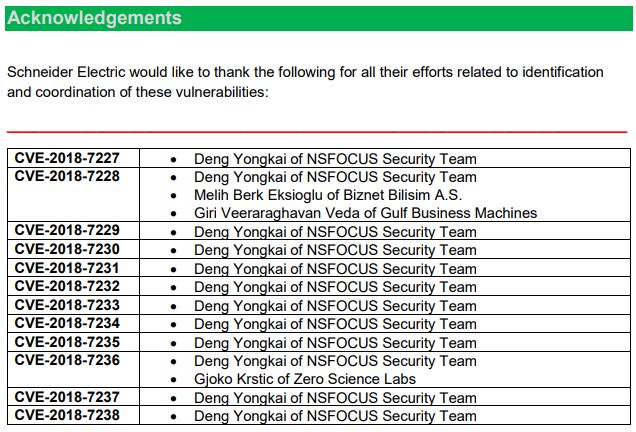 Acknowledgements
Schneider Electric would like to thank the following for all their efforts related to identification
and coordination of these vulnerabilities:
CVE-2018-7227 • Deng Yongkai of NSFOCUS Security Team
CVE-2018-7228 • Deng Yongkai of NSFOCUS Security Team
• Melih Berk Eksioglu of Biznet Bilisim A.S.
• Giri Veeraraghavan Veda of Gulf Business Machines
CVE-2018-7229 • Deng Yongkai of NSFOCUS Security Team
CVE-2018-7230 • Deng Yongkai of NSFOCUS Security Team
CVE-2018-7231 • Deng Yongkai of NSFOCUS Security Team
CVE-2018-7232 • Deng Yongkai of NSFOCUS Security Team
CVE-2018-7233 • Deng Yongkai of NSFOCUS Security Team
CVE-2018-7234 • Deng Yongkai of NSFOCUS Security Team
CVE-2018-7235 • Deng Yongkai of NSFOCUS Security Team
CVE-2018-7236 • Deng Yongkai of NSFOCUS Security Team
• Gjoko Krstic of Zero Science Labs
CVE-2018-7237 • Deng Yongkai of NSFOCUS Security Team
CVE-2018-7238 • Deng Yongkai of NSFOCUS Security Team